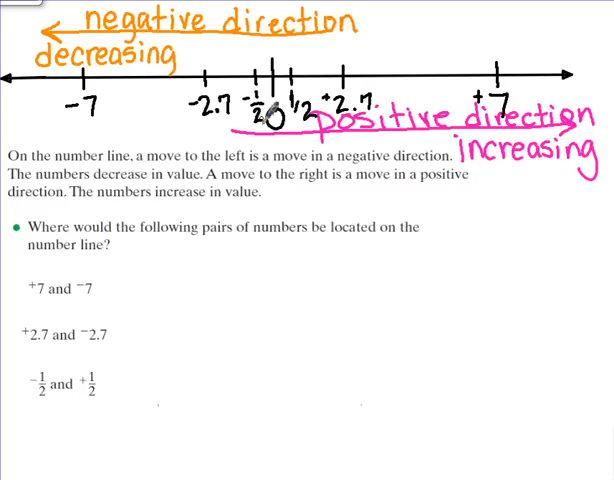 negative direction
decreasing
-7 -2.7 -1/2 0 1/2 +2.7 +7
positive direction
increasing
On the number line, a move to the left is a move in a negative direction.
The numbers decrease in value. A move to the right is a move in a positive
direction. The numbers increase in value.
• Where would the following pairs of numbers be located on the
number line?
⁺7 and ⁻7
⁺2.7 and ⁻2.7
⁻1/2 and ⁺1/2